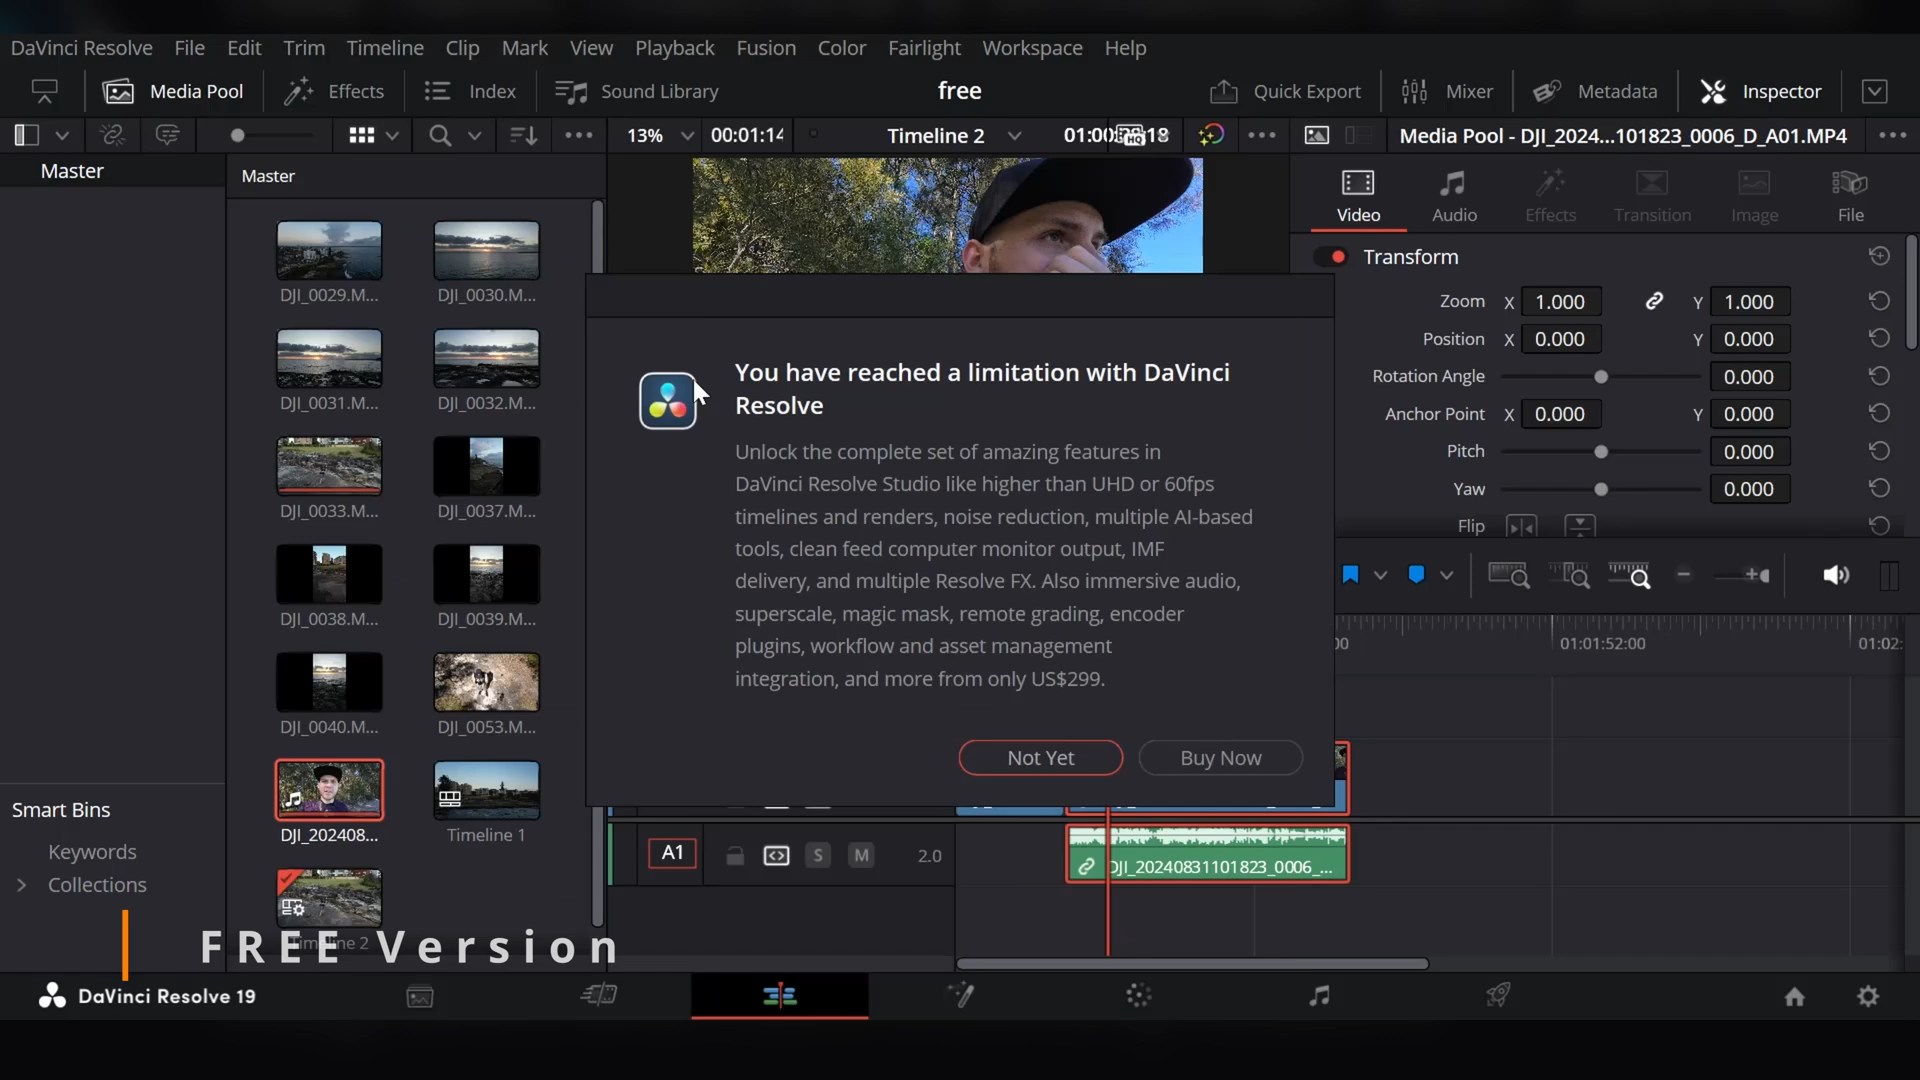 DaVinci Resolve File Edit Trim Timeline Clip Mark View Playback Fusion Color Fairlight Workspace Help
Media Pool Effects Index Sound Library free Quick Export Mixer Metadata Inspector
13% 00:01:14 Timeline 2 Media Pool - DJI_2024...101823_0006_D_A01.MP4
Master
Master
Video Audio Effects Transition Image File
Transform
DJI_0029.M... DJI_0030.M...
Zoom X 1.000 Y 1.000
Position X 0.000 Y 0.000
Rotation Angle 0.000
Anchor Point X 0.000 Y 0.000
Pitch 0.000
Yaw 0.000
Flip
DJI_0031.M... DJI_0032.M...
DJI_0033.M... DJI_0037.M...
DJI_0038.M... DJI_0039.M...
DJI_0040.M... DJI_0053.M...
DJI_202408... Timeline 1
Timeline 2
You have reached a limitation with DaVinci
Resolve
Unlock the complete set of amazing features in
DaVinci Resolve Studio like higher than UHD or 60fps
timelines and renders, noise reduction, multiple AI-based
tools, clean feed computer monitor output, IMF
delivery, and multiple Resolve FX. Also immersive audio,
superscale, magic mask, remote grading, encoder
plugins, workflow and asset management
integration, and more from only US$299.
Not Yet Buy Now
01:01:52:00 01:02:
Smart Bins
Keywords
Collections
A1 S M 2.0
DJI_20240831101823_0006_...
FREE Version
DaVinci Resolve 19